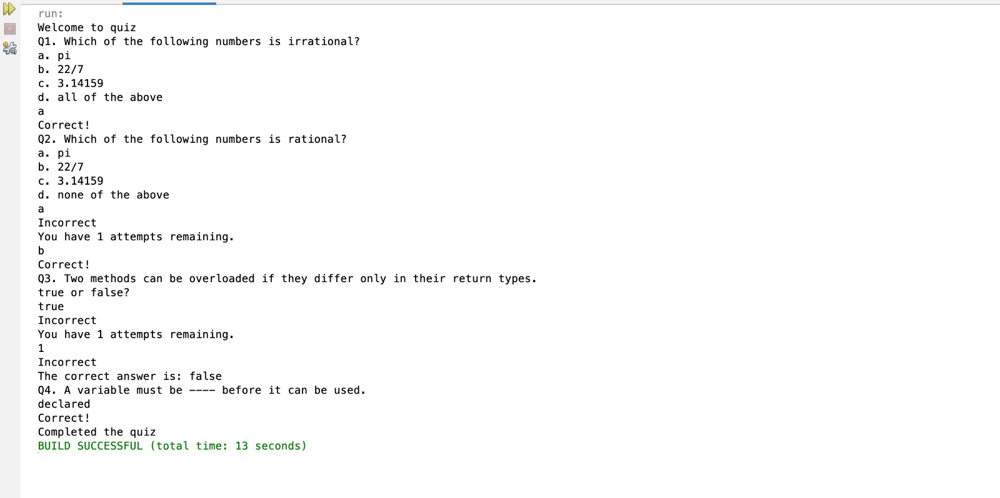 run:
Welcome to quiz
Q1. Which of the following numbers is irrational?
a. pi
b. 22/7
c. 3.14159
d. all of the above
a
Correct!
Q2. Which of the following numbers is rational?
a. pi
b. 22/7
c. 3.14159
d. none of the above
a
Incorrect
You have 1 attempts remaining.
b
Correct!
Q3. Two methods can be overloaded if they differ only in their return types.
true or false?
true
Incorrect
You have 1 attempts remaining.
1
Incorrect
The correct answer is: false
Q4. A variable must be ---- before it can be used.
declared
Correct!
Completed the quiz
BUILD SUCCESSFUL (total time: 13 seconds)